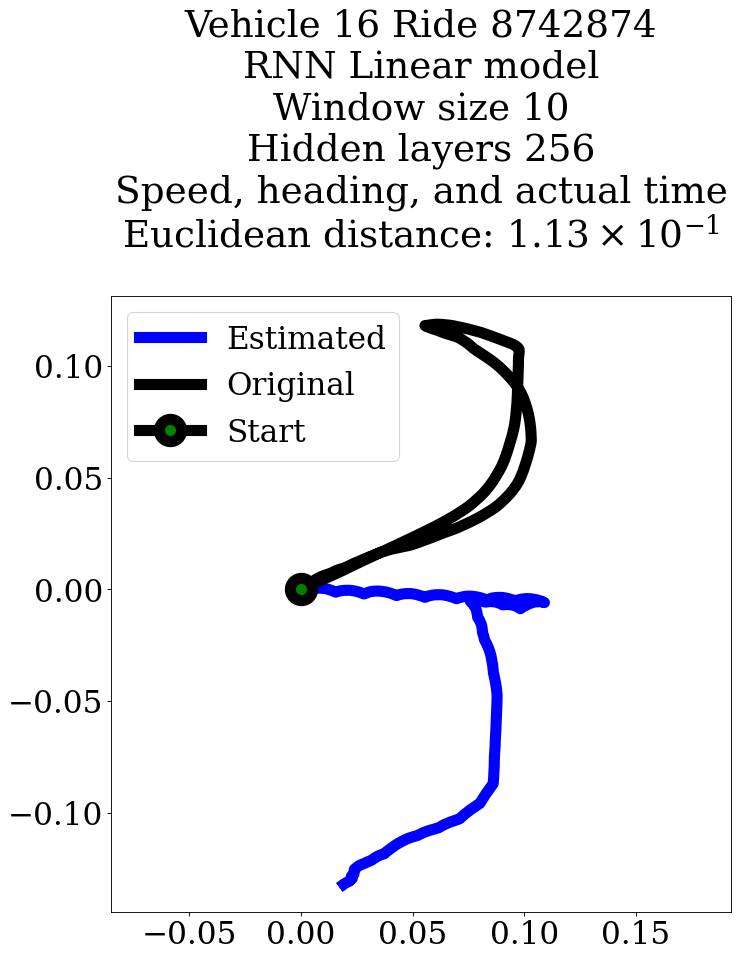 Vehicle 16 Ride 8742874
RNN Linear model
Window size 10
Hidden layers 256
Speed, heading, and actual time
Euclidean distance: 1.13 × 10⁻¹
Estimated
Original
Start
0.10
0.05
0.00
−0.05
−0.10
−0.05 0.00 0.05 0.10 0.15